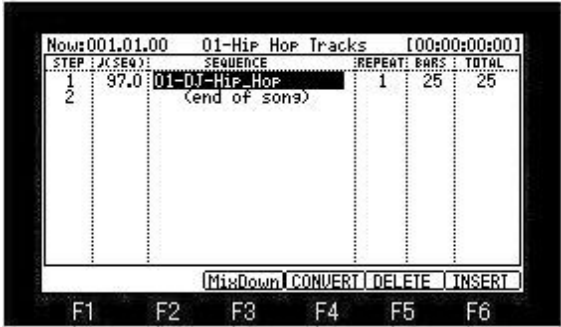 Now:001.01.00 01-Hip Hop Tracks [00:00:00:00]
STEP ♩(SEQ) SEQUENCE REPEAT BARS TOTAL
1 97.0 01-DJ-Hip_Hop 1 25 25
2 (end of song)
MixDown CONVERT DELETE INSERT
F1 F2 F3 F4 F5 F6